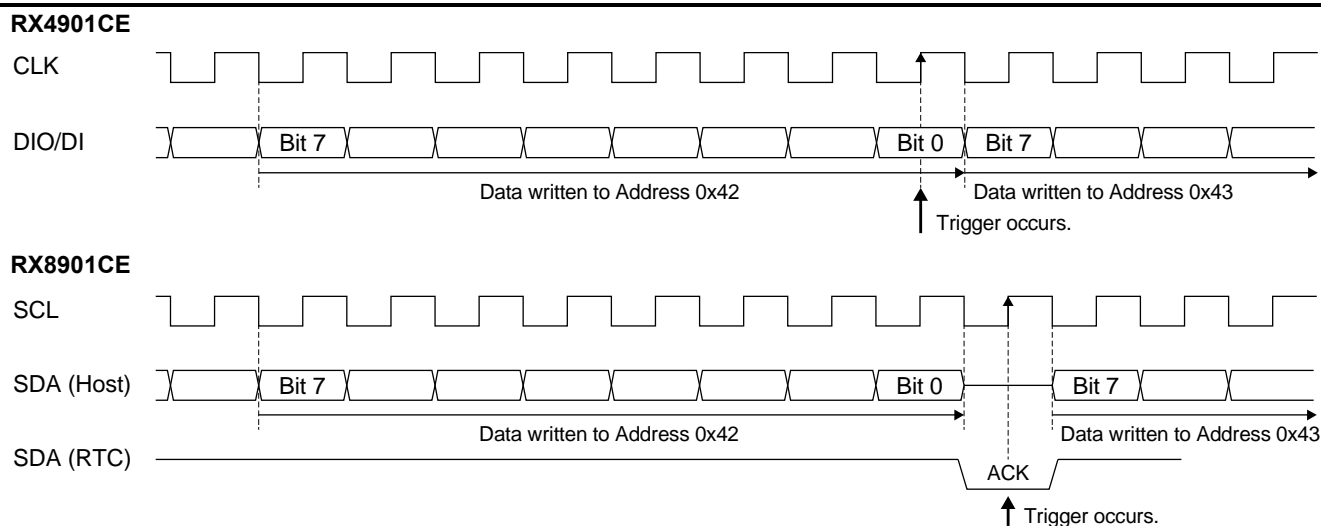 RX4901CE
CLK
DIO/DI
Bit 7 Bit 0 Bit 7
Data written to Address 0x42 Data written to Address 0x43
Trigger occurs.
RX8901CE
SCL
SDA (Host)
Bit 7 Bit 0 Bit 7
Data written to Address 0x42 Data written to Address 0x43
SDA (RTC)
ACK
Trigger occurs.